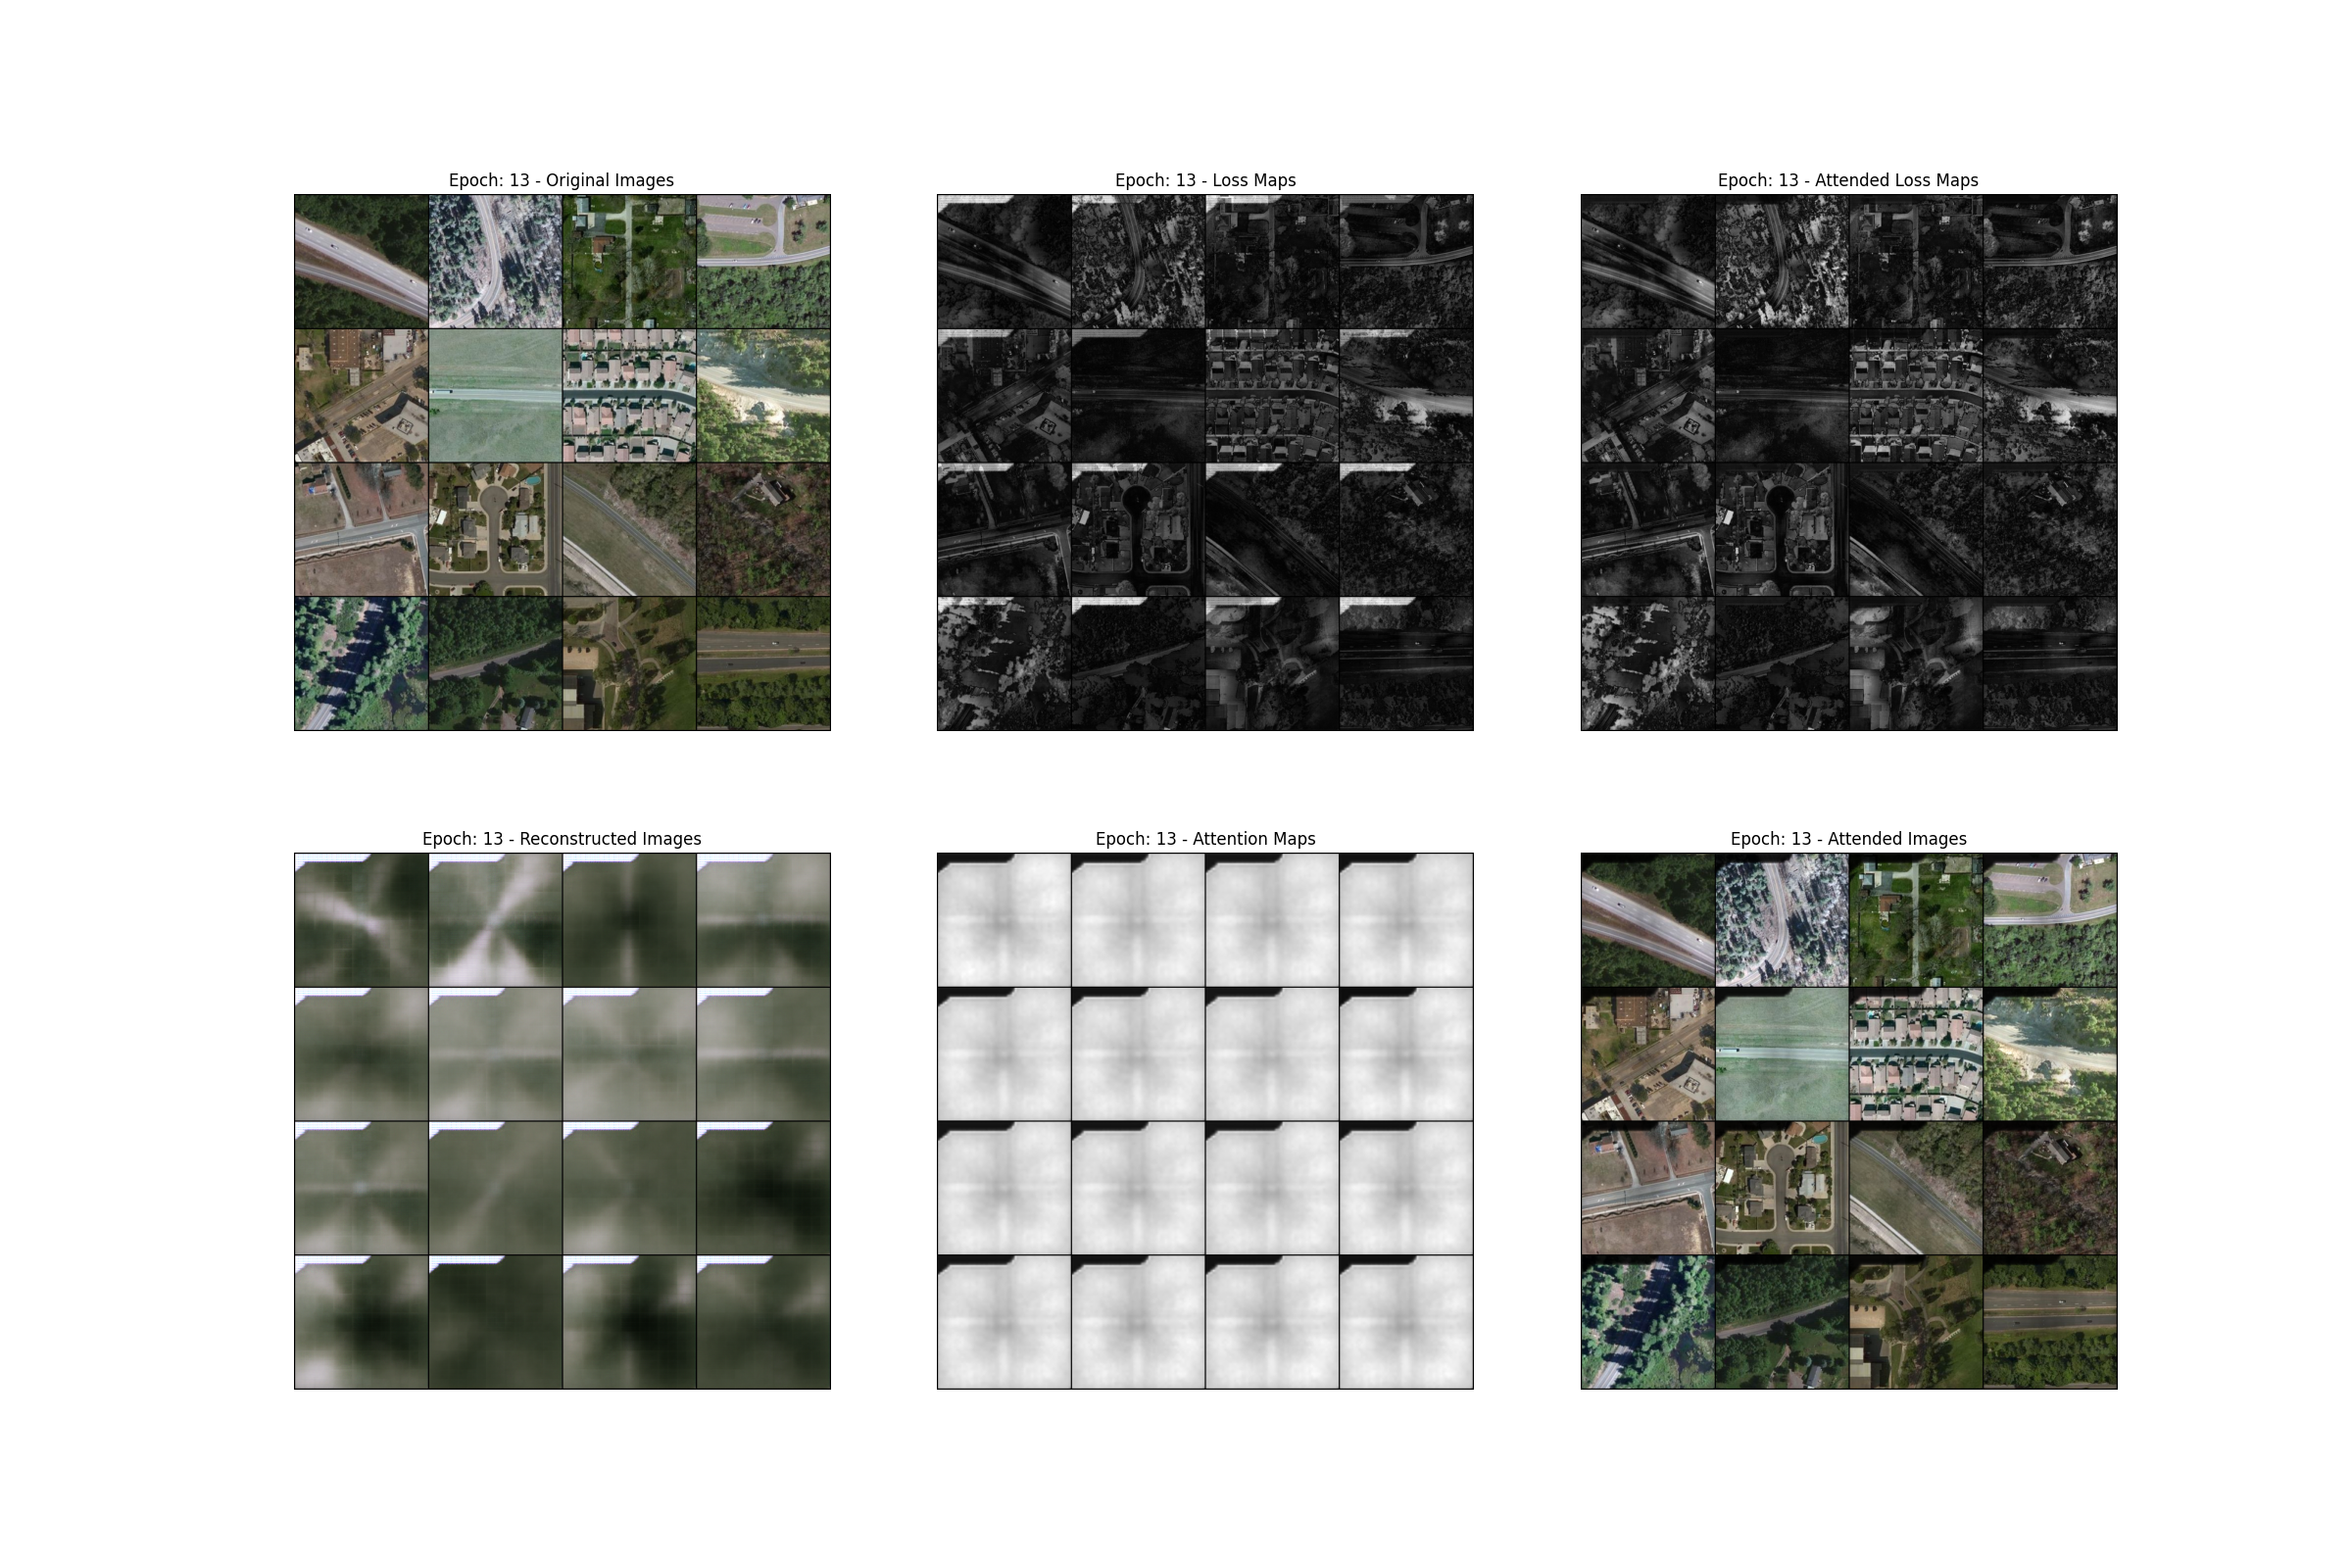 Epoch: 13 - Original Images
Epoch: 13 - Loss Maps
Epoch: 13 - Attended Loss Maps
Epoch: 13 - Reconstructed Images
Epoch: 13 - Attention Maps
Epoch: 13 - Attended Images